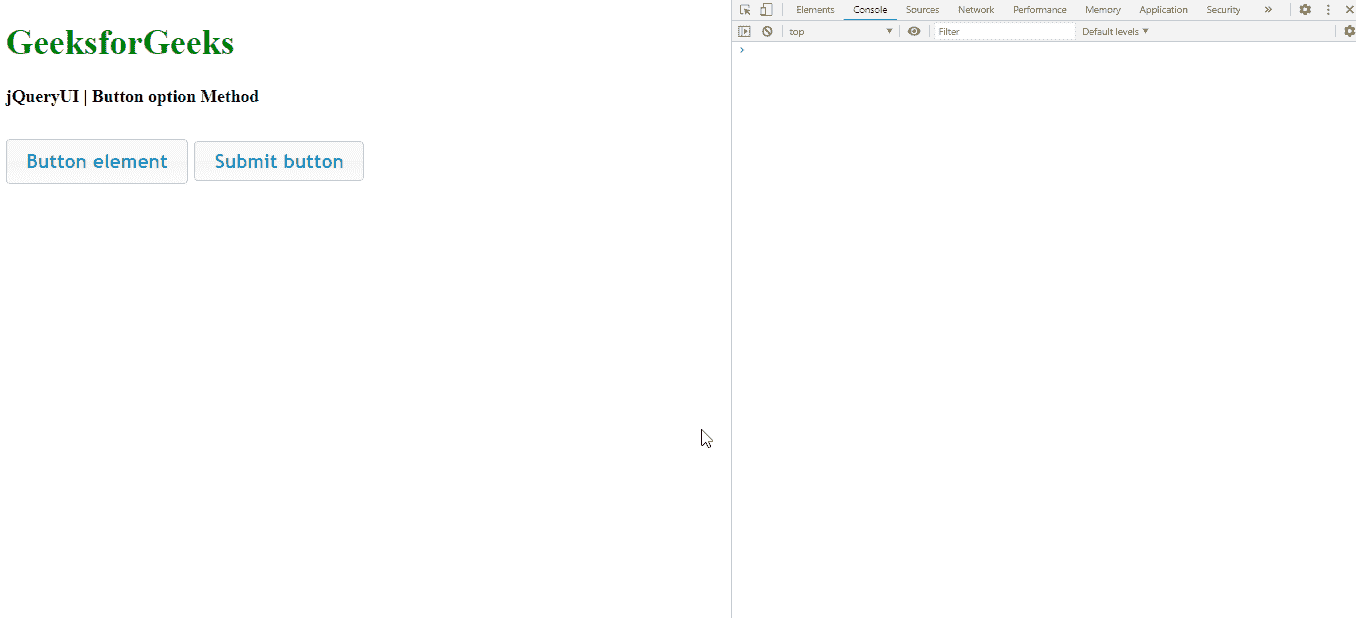 GeeksforGeeks
jQueryUI | Button option Method
Button element Submit button
Elements Console Sources Network Performance Memory Application Security »
top ▼ Filter Default levels ▼
›